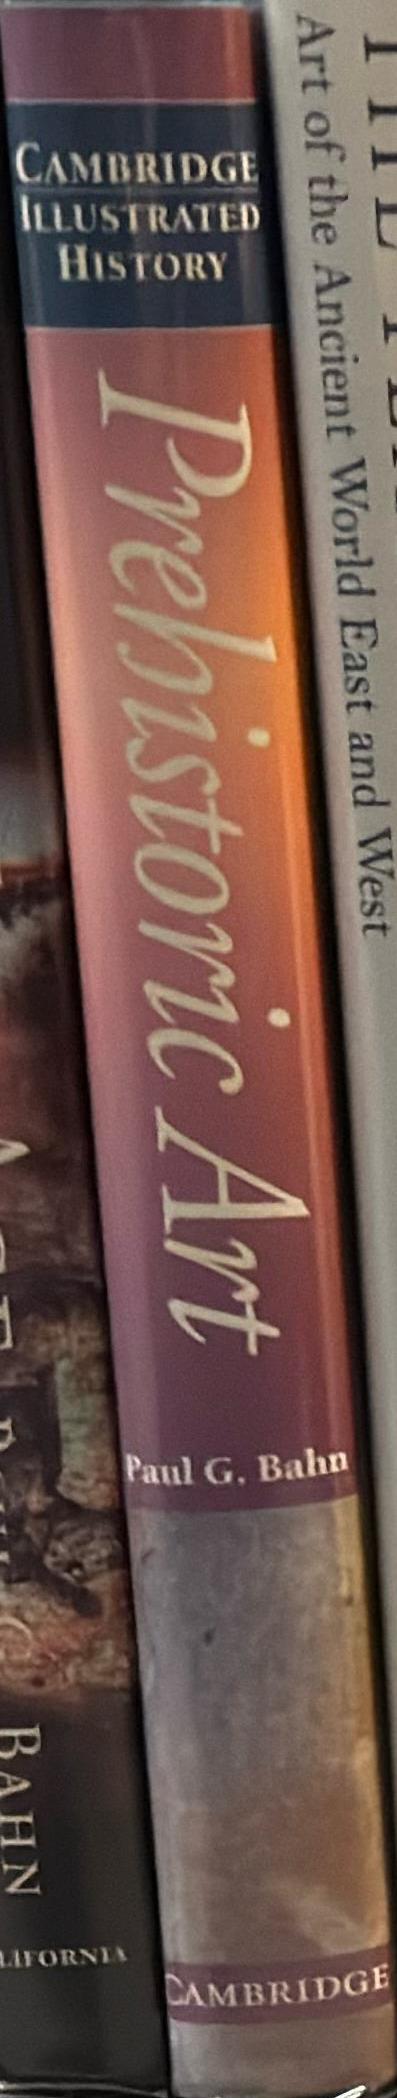 CAMBRIDGE
ILLUSTRATED
HISTORY
Prehistoric Art
Paul G. Bahn
CAMBRIDGE
Art of the Ancient World East and West
BAHN